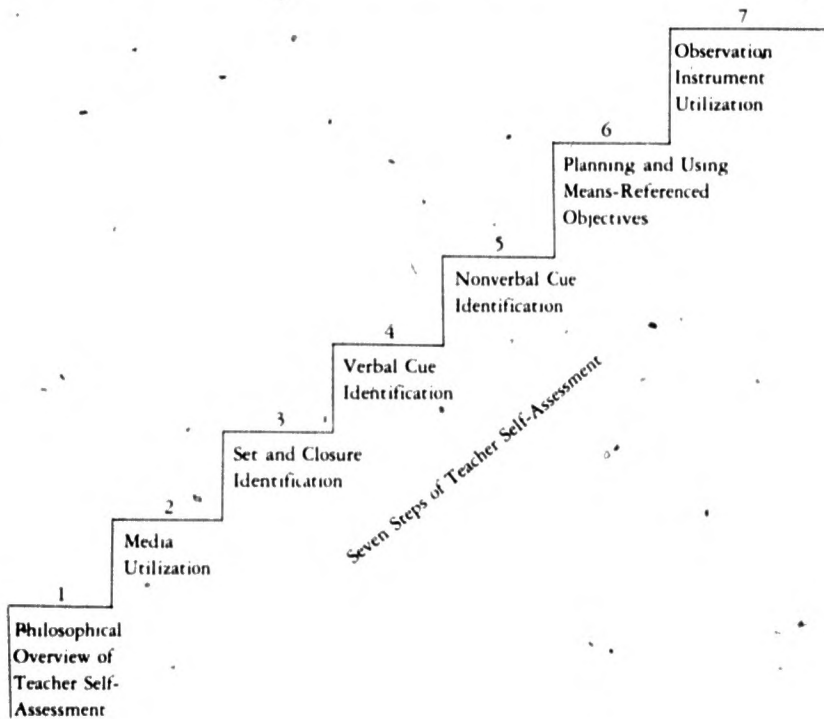 7
Observation
Instrument
Utilization
6
Planning and Using
Means-Referenced
Objectives
5
Nonverbal Cue
Identification
4
Verbal Cue
Identification
3
Set and Closure
Identification
2
Media
Utilization
1
Philosophical
Overview of
Teacher Self-
Assessment
Seven Steps of Teacher Self-Assessment